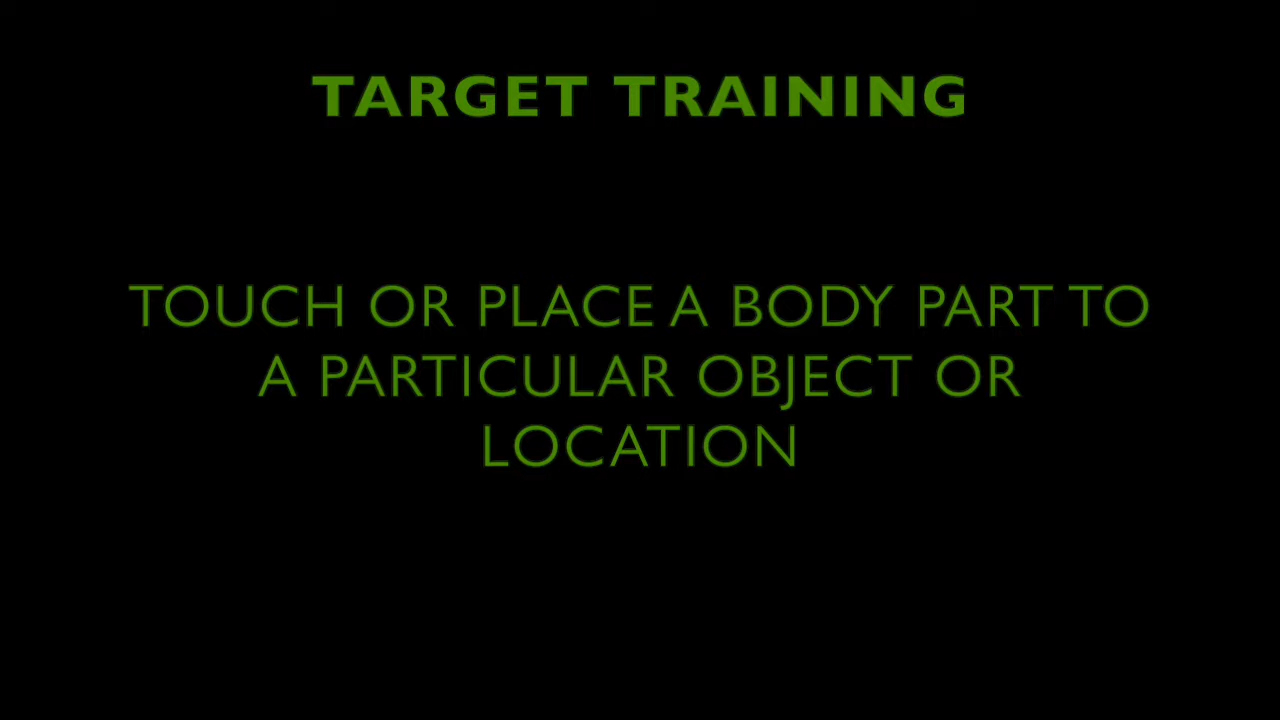 TARGET TRAINING
TOUCH OR PLACE A BODY PART TO
A PARTICULAR OBJECT OR
LOCATION